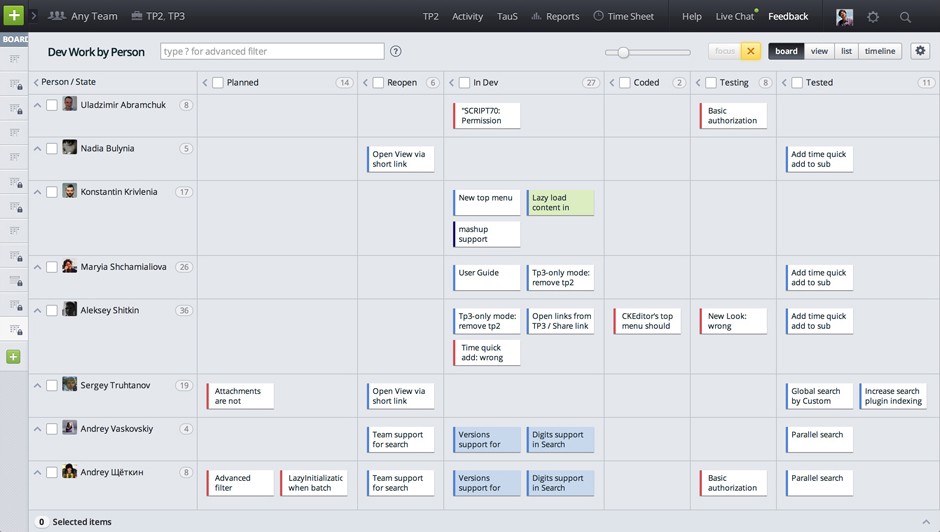 Any Team TP2, TP3 TP2 Activity TauS Reports Time Sheet Help Live Chat Feedback
BOARD
Dev Work by Person type ? for advanced filter ? focus × board view list timeline
Person / State Planned 14 Reopen 6 In Dev 27 Coded 2 Testing 8 Tested 11
Uladzimir Abramchuk 8
"SCRIPT70:
Permission
Basic
authorization
Nadia Bulynia 5
Open View via
short link
Add time quick
add to sub
Konstantin Krivlenia 17
New top menu
Lazy load
content in
mashup
support
Maryia Shchamialiova 26
User Guide
Tp3-only mode:
remove tp2
Add time quick
add to sub
Aleksey Shitkin 36
Tp3-only mode:
remove tp2
Open links from
TP3 / Share link
Time quick
add: wrong
CKEditor's top
menu should
New Look:
wrong
Add time quick
add to sub
Sergey Truhtanov 19
Attachments
are not
Open View via
short link
Global search
by Custom
Increase search
plugin indexing
Andrey Vaskovskiy 4
Team support
for search
Versions
support for
Digits support
in Search
Parallel search
Andrey Щёткин 8
Advanced
filter
LazyInitializatic
when batch
Team support
for search
Versions
support for
Digits support
in Search
Basic
authorization
Parallel search
0 Selected items